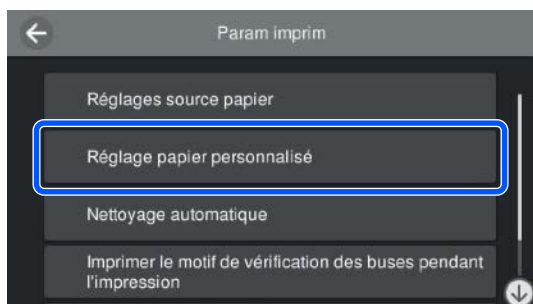 Param imprim
Réglages source papier
Réglage papier personnalisé
Nettoyage automatique
Imprimer le motif de vérification des buses pendant
l'impression